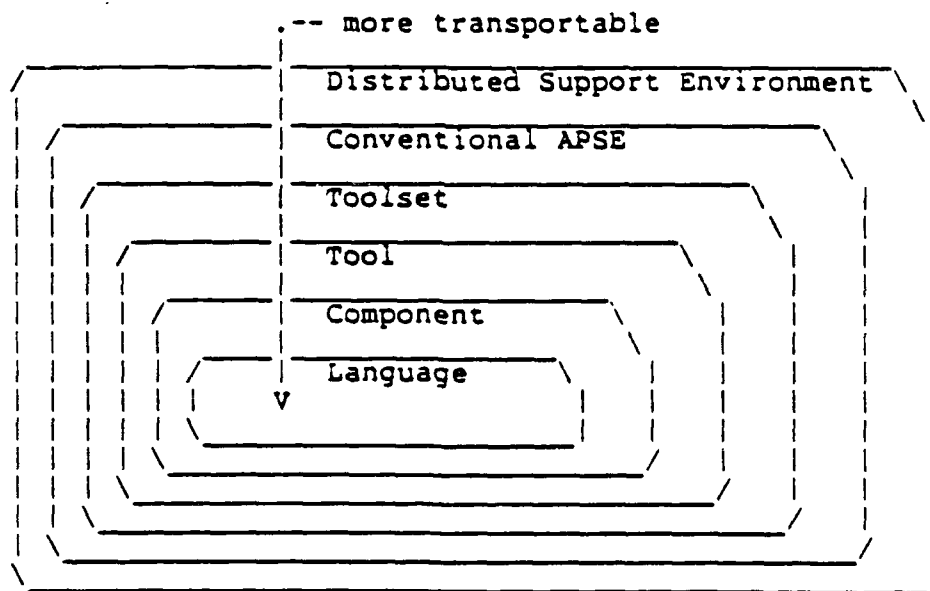 .-- more transportable
Distributed Support Environment
Conventional APSE
Toolset
Tool
Component
Language
V